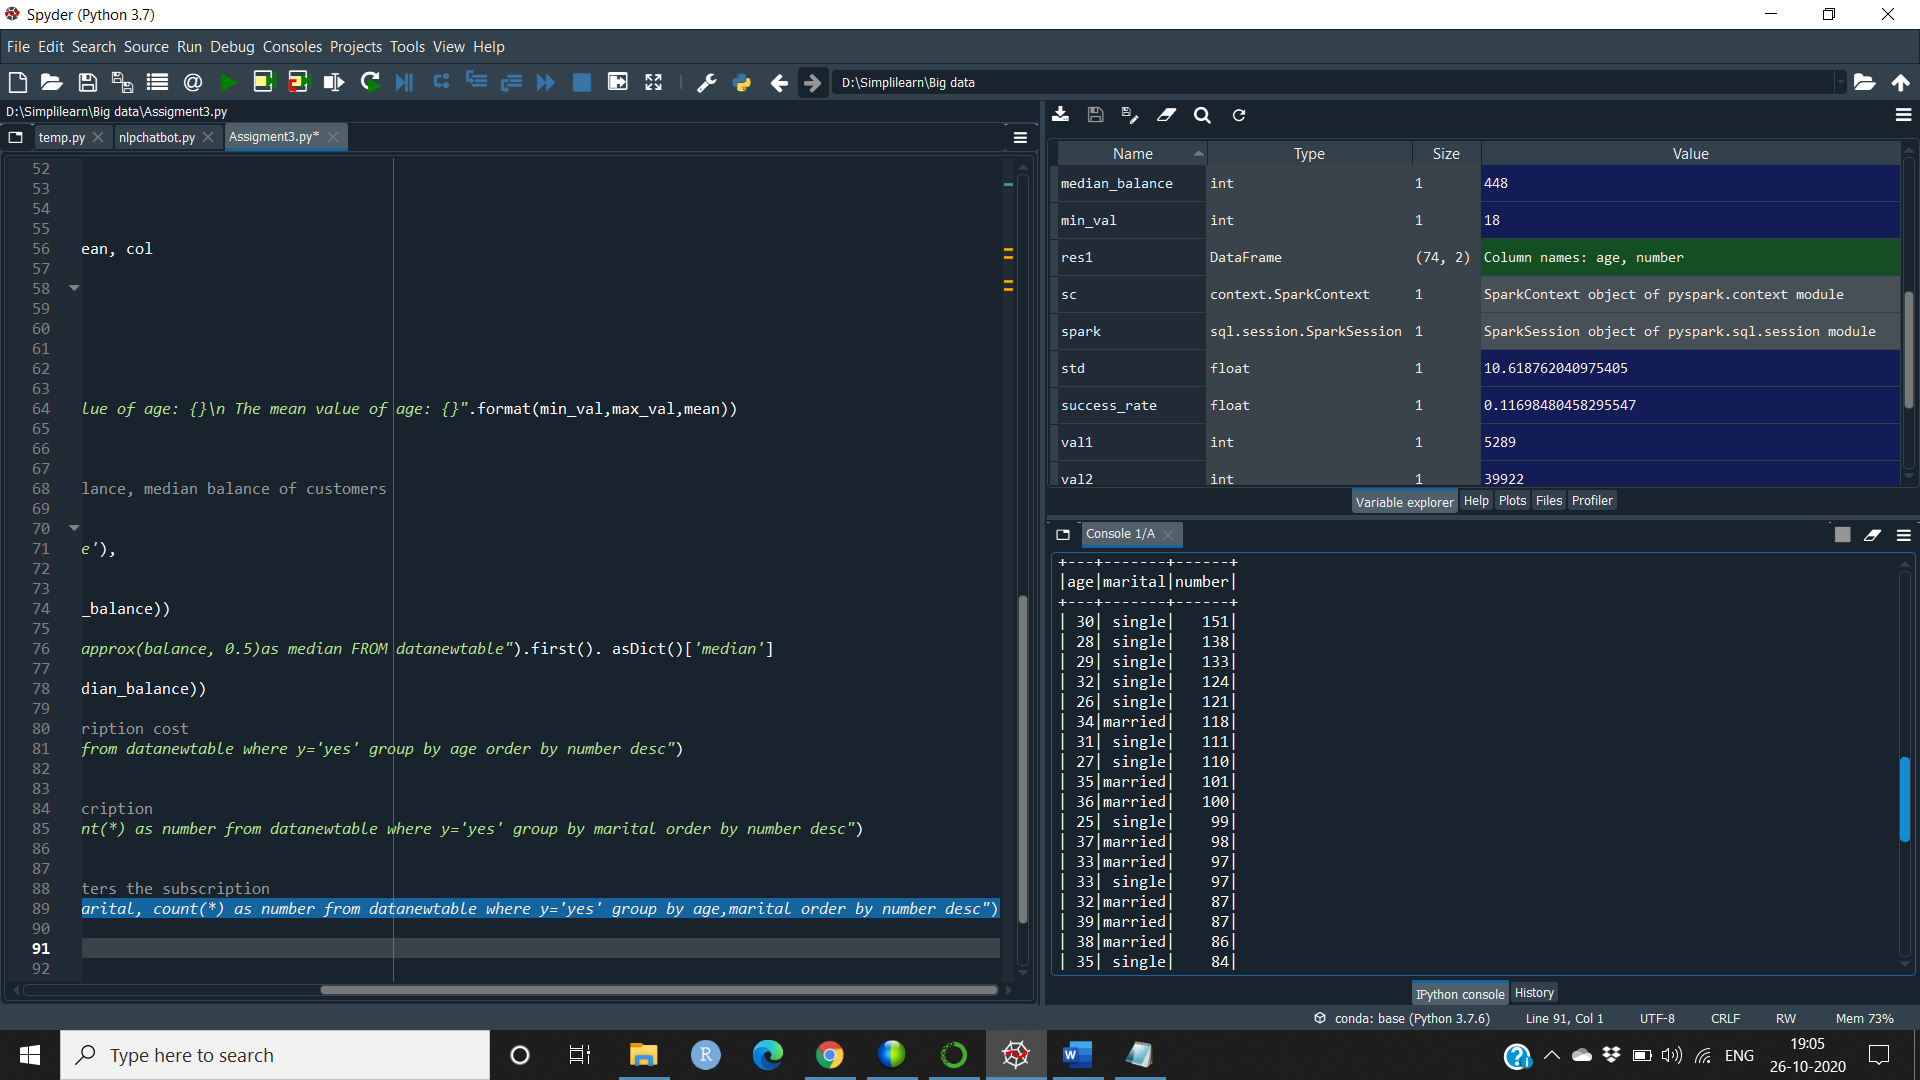 Spyder (Python 3.7)
File Edit Search Source Run Debug Consoles Projects Tools View Help
D:\Simplilearn\Big data
D:\Simplilearn\Big data\Assigment3.py
temp.py nlpchatbot.py Assigment3.py*
52
53
54
55
56 ean, col
57
58
59
60
61
62
63
64 lue of age: {}\n The mean value of age: {}".format(min_val,max_val,mean))
65
66
67
68 lance, median balance of customers
69
70
71 e'),
72
73
74 _balance))
75
76 approx(balance, 0.5)as median FROM datanewtable").first(). asDict()['median']
77
78 dian_balance))
79
80 ription cost
81 from datanewtable where y='yes' group by age order by number desc")
82
83
84 cription
85 nt(*) as number from datanewtable where y='yes' group by marital order by number desc")
86
87
88 ters the subscription
89 arital, count(*) as number from datanewtable where y='yes' group by age,marital order by number desc")
90
91
92
Name Type Size Value
median_balance int 1 448
min_val int 1 18
res1 DataFrame (74, 2) Column names: age, number
sc context.SparkContext 1 SparkContext object of pyspark.context module
spark sql.session.SparkSession 1 SparkSession object of pyspark.sql.session module
std float 1 10.618762040975405
success_rate float 1 0.11698480458295547
val1 int 1 5289
val2 int 1 39922
Variable explorer Help Plots Files Profiler
Console 1/A
+---+-------+------+
|age|marital|number|
+---+-------+------+
| 30| single| 151|
| 28| single| 138|
| 29| single| 133|
| 32| single| 124|
| 26| single| 121|
| 34|married| 118|
| 31| single| 111|
| 27| single| 110|
| 35|married| 101|
| 36|married| 100|
| 25| single| 99|
| 37|married| 98|
| 33|married| 97|
| 33| single| 97|
| 32|married| 87|
| 39|married| 87|
| 38|married| 86|
| 35| single| 84|
IPython console History
conda: base (Python 3.7.6) Line 91, Col 1 UTF-8 CRLF RW Mem 73%
Type here to search
ENG
19:05
26-10-2020